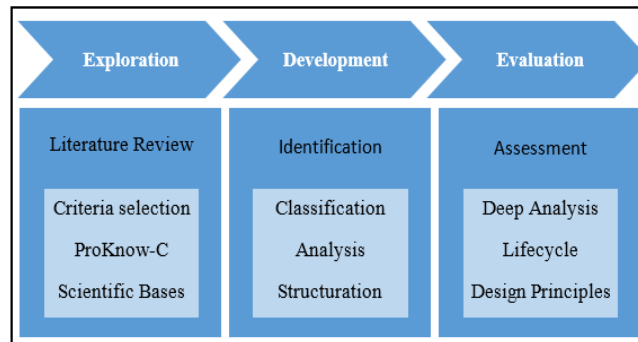 Exploration
Development
Evaluation
Literature Review
Criteria selection
ProKnow-C
Scientific Bases
Identification
Classification
Analysis
Structuration
Assessment
Deep Analysis
Lifecycle
Design Principles